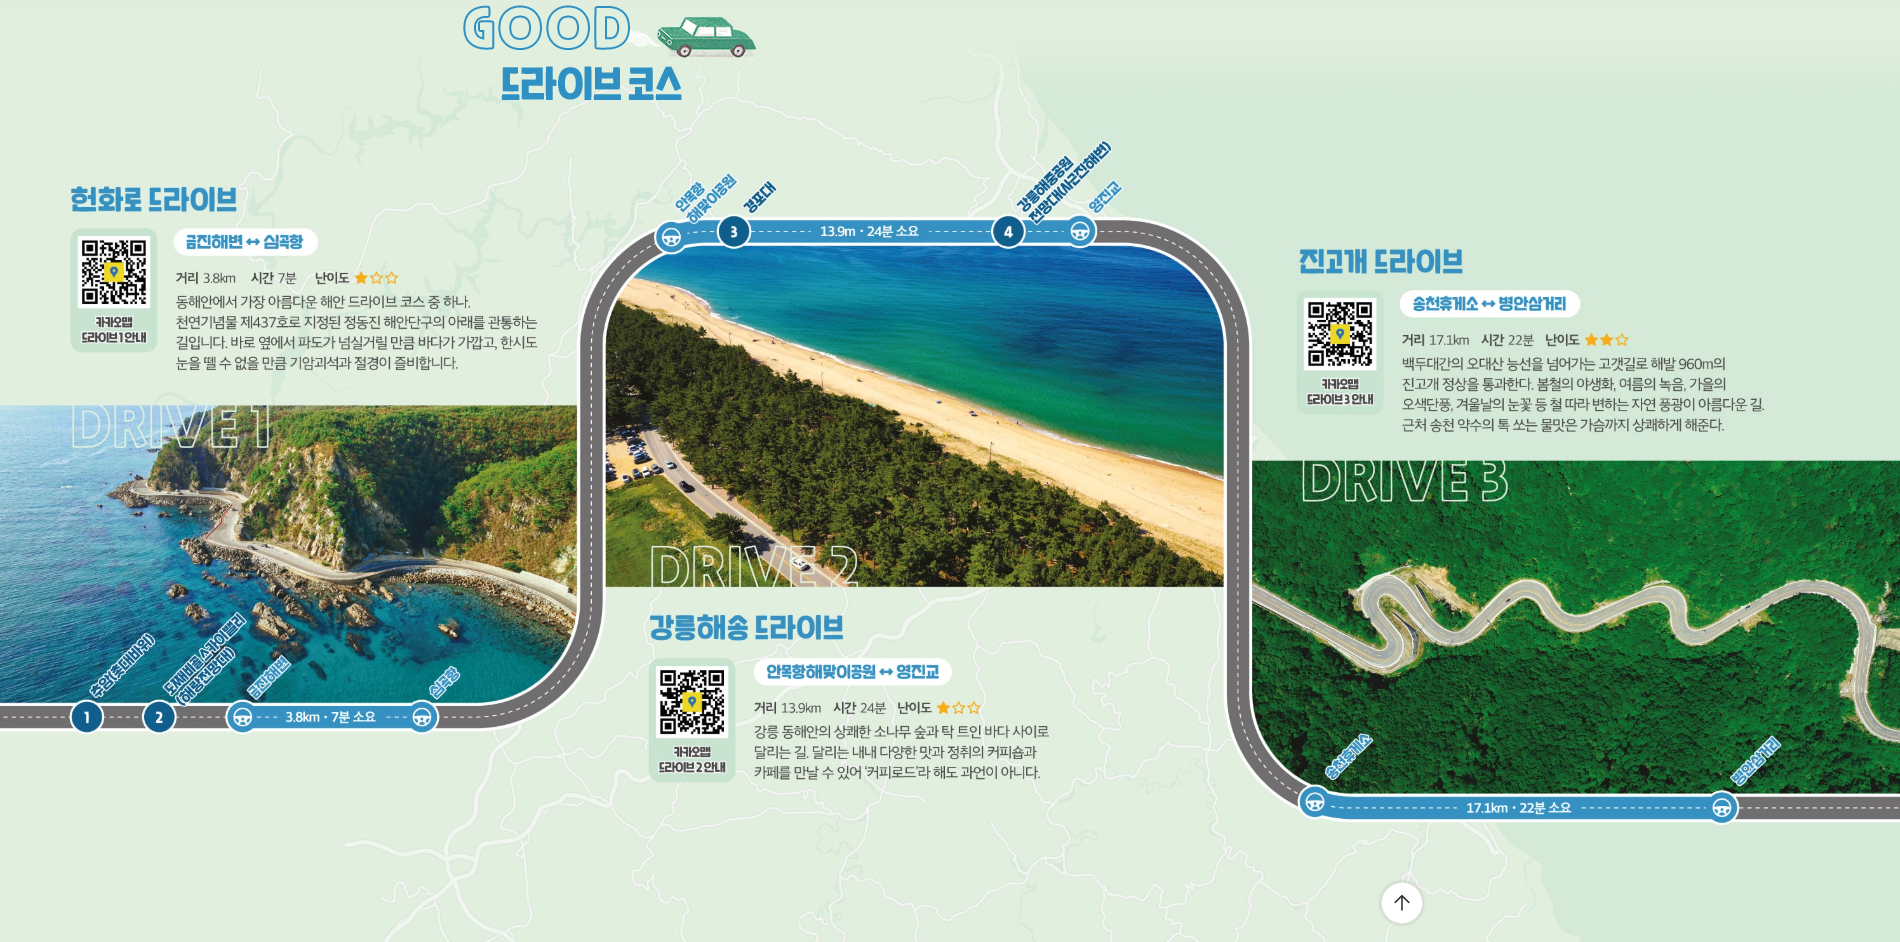 GOOD
드라이브 코스
헌화로 드라이브
금진해변 ↔ 심곡항
카카오맵
드라이브1 안내
거리 3.8km 시간 7분 난이도 ★☆☆
동해안에서 가장 아름다운 해안 드라이브 코스 중 하나.
천연기념물 제437호로 지정된 정동진 해안단구의 아래를 관통하는
길입니다. 바로 옆에서 파도가 넘실거릴 만큼 바다가 가깝고, 한시도
눈을 뗄 수 없을 만큼 기암괴석과 절경이 즐비합니다.
DRIVE 1
추암(촛대바위)
도째비골스카이밸리
(해랑전망대)
금진해변
심곡항
1
2
3.8km · 7분 소요
안목항
해맞이공원
경포대
강릉해중공원
전망대(사근진해변)
영진교
3
13.9m · 24분 소요
4
DRIVE 2
강릉해송 드라이브
안목항해맞이공원 ↔ 영진교
카카오맵
드라이브2 안내
거리 13.9km 시간 24분 난이도 ★☆☆
강릉 동해안의 상쾌한 소나무 숲과 탁 트인 바다 사이로
달리는 길. 달리는 내내 다양한 맛과 정취의 커피숍과
카페를 만날 수 있어 '커피로드'라 해도 과언이 아니다.
진고개 드라이브
송천휴게소 ↔ 병안삼거리
카카오맵
드라이브3 안내
거리 17.1km 시간 22분 난이도 ★★☆
백두대간의 오대산 능선을 넘어가는 고갯길로 해발 960m의
진고개 정상을 통과한다. 봄철의 야생화, 여름의 녹음, 가을의
오색단풍, 겨울날의 눈꽃 등 철 따라 변하는 자연 풍광이 아름다운 길.
근처 송천 약수의 톡 쏘는 물맛은 가슴까지 상쾌하게 해준다.
DRIVE 3
송천휴게소
병안삼거리
17.1km · 22분 소요